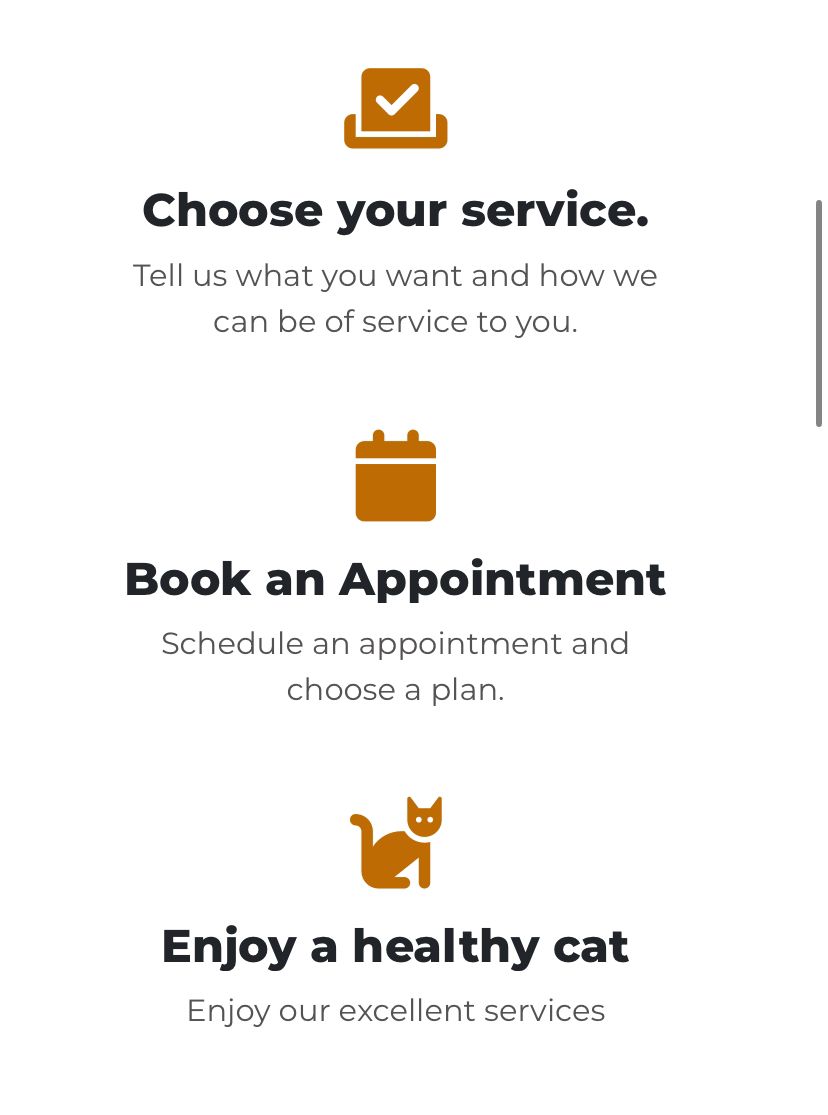 Choose your service.
Tell us what you want and how we
can be of service to you.
Book an Appointment
Schedule an appointment and
choose a plan.
Enjoy a healthy cat
Enjoy our excellent services